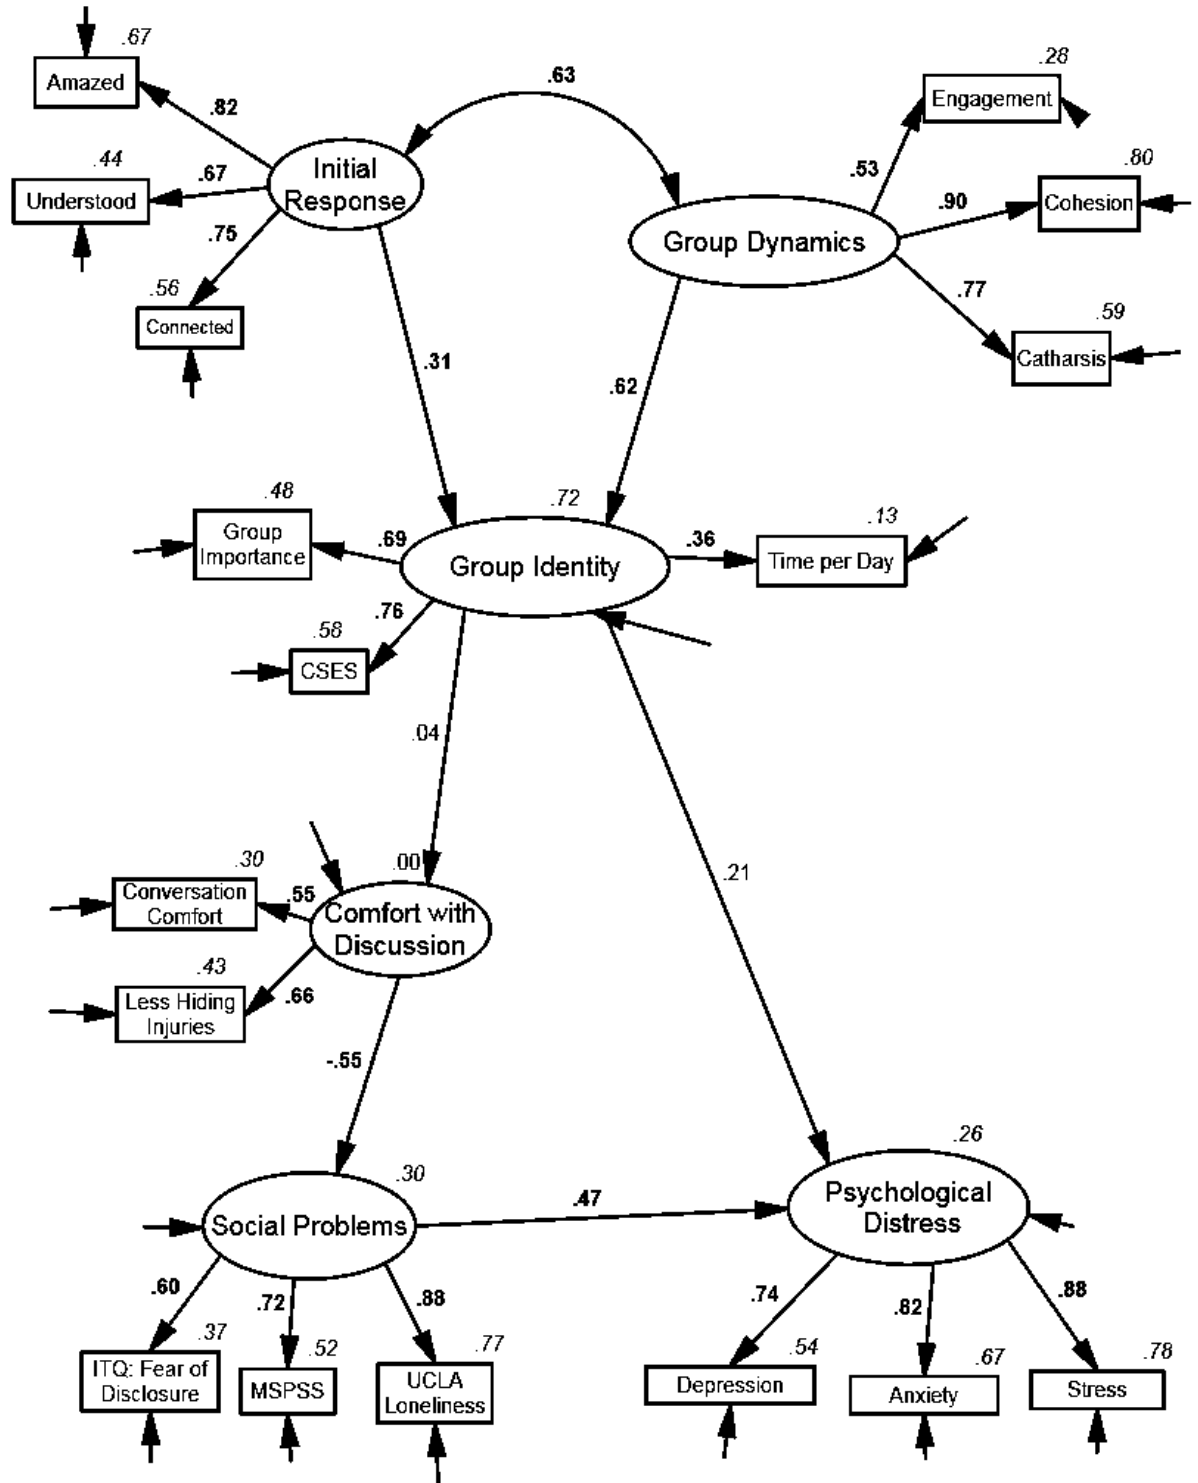 .67
Amazed
.82
.63
.28
Engagement
.44
Understood
.67
Initial
Response
.53
.80
.90
Cohesion
.75
Group Dynamics
.56
Connected
.77
.59
Catharsis
.31
.62
.48
Group
Importance
.69
.72
Group Identity
.36
.13
Time per Day
.58
CSES
.76
.04
.21
.30
Conversation
Comfort
.55
.00
Comfort with
Discussion
.43
Less Hiding
Injuries
.66
-.55
.30
Social Problems
.47
.26
Psychological
Distress
.60
.72
.88
.74
.82
.88
.37
ITQ: Fear of
Disclosure
.52
MSPSS
.77
UCLA
Loneliness
.54
Depression
.67
Anxiety
.78
Stress